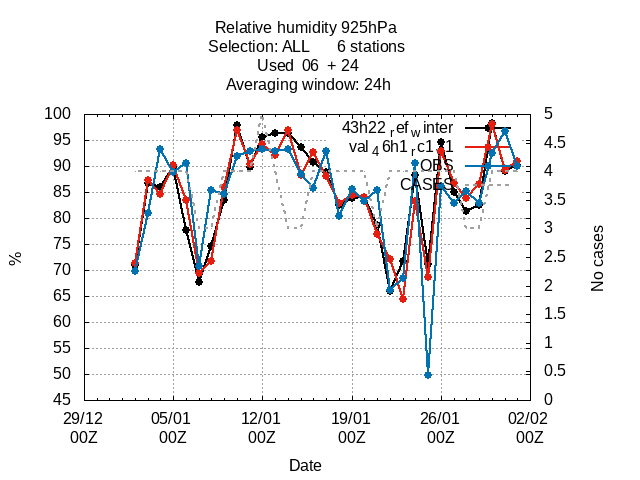 Relative humidity 925hPa
Selection: ALL 6 stations
Used 06 + 24
Averaging window: 24h
100 95 90 85 80 75 70 65 60 55 50 45
%
43h22refwinter
val46h1rc1
OBS
CASES
5 4.5 4 3.5 3 2.5 2 1.5 1 0.5 0
No cases
29/12 05/01 12/01 19/01 26/01 02/02
00Z 00Z 00Z 00Z 00Z 00Z
Date